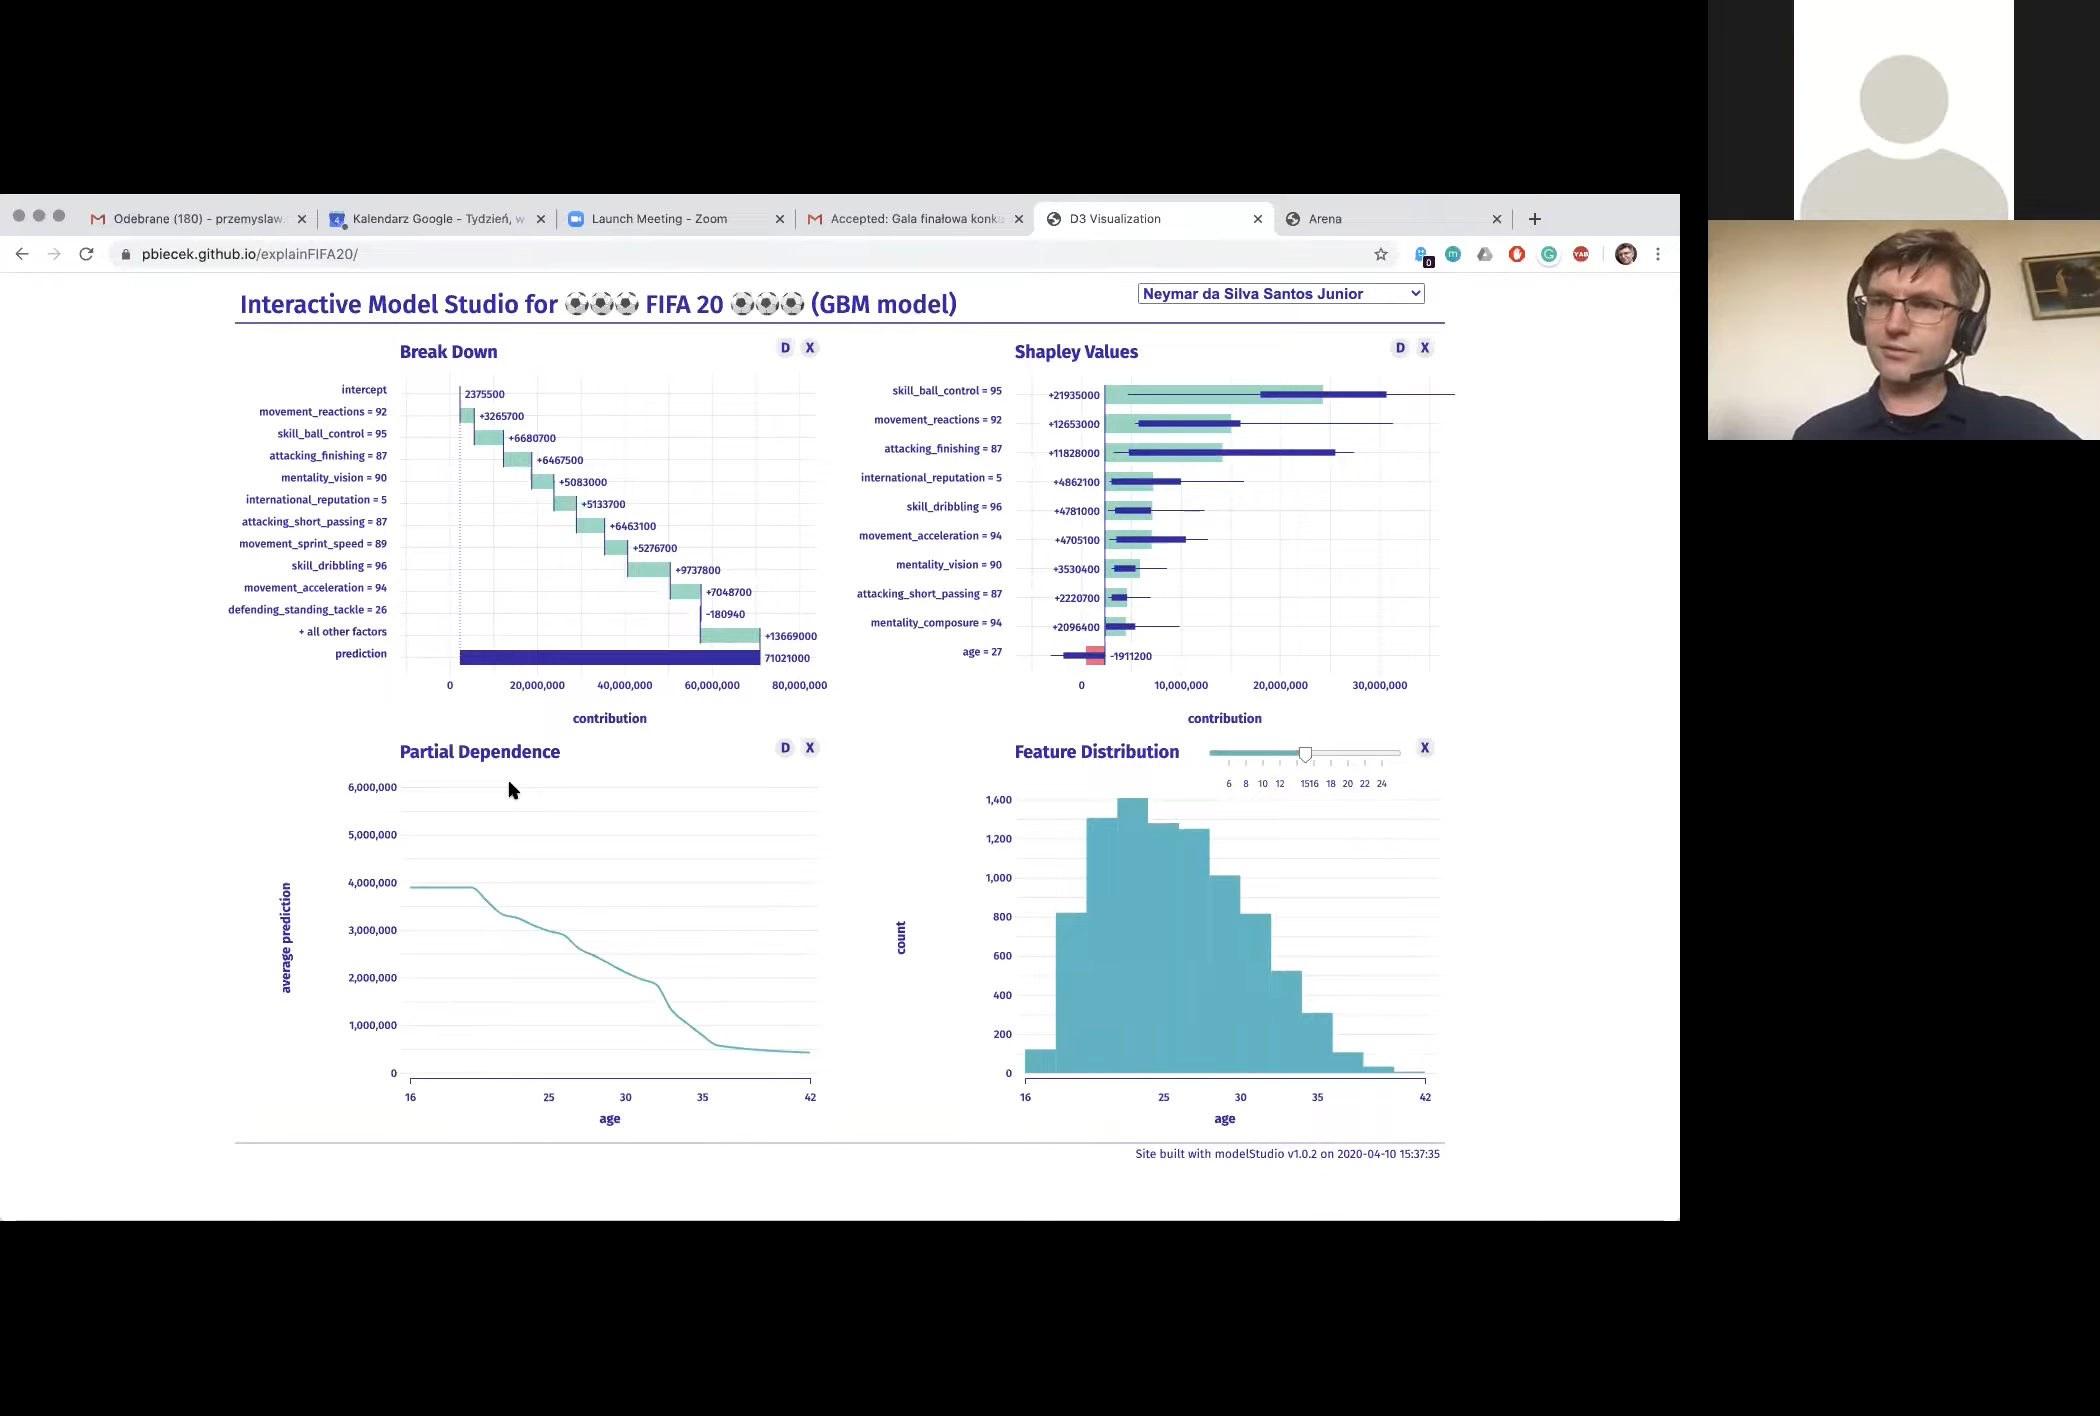 Odebrane (180) - przemyslaw.
Kalendarz Google - Tydzień, w
Launch Meeting - Zoom
Accepted: Gala finałowa konku
D3 Visualization
Arena
pbiecek.github.io/explainFIFA20/
0
m
G
YAB
Interactive Model Studio for FIFA 20 (GBM model)
Neymar da Silva Santos Junior
Break Down
D X
intercept
2375500
movement_reactions = 92
+3265700
skill_ball_control = 95
+6680700
attacking_finishing = 87
+6467500
mentality_vision = 90
+5083000
international_reputation = 5
+5133700
attacking_short_passing = 87
+6463100
movement_sprint_speed = 89
+5276700
skill_dribbling = 96
+9737800
movement_acceleration = 94
+7048700
defending_standing_tackle = 26
-180940
+ all other factors
+13669000
prediction
71021000
0 20,000,000 40,000,000 60,000,000 80,000,000
contribution
Shapley Values
D X
skill_ball_control = 95
+21935000
movement_reactions = 92
+12653000
attacking_finishing = 87
+11828000
international_reputation = 5
+4862100
skill_dribbling = 96
+4781000
movement_acceleration = 94
+4705100
mentality_vision = 90
+3530400
attacking_short_passing = 87
+2220700
mentality_composure = 94
+2096400
age = 27
-1911200
0 10,000,000 20,000,000 30,000,000
contribution
Partial Dependence
D X
6,000,000
5,000,000
4,000,000
3,000,000
2,000,000
1,000,000
0
average prediction
16 25 30 35 42
age
Feature Distribution
X
6 8 10 12 1516 18 20 22 24
1,400
1,200
1,000
800
600
400
200
0
count
16 25 30 35 42
age
Site built with modelStudio v1.0.2 on 2020-04-10 15:37:35